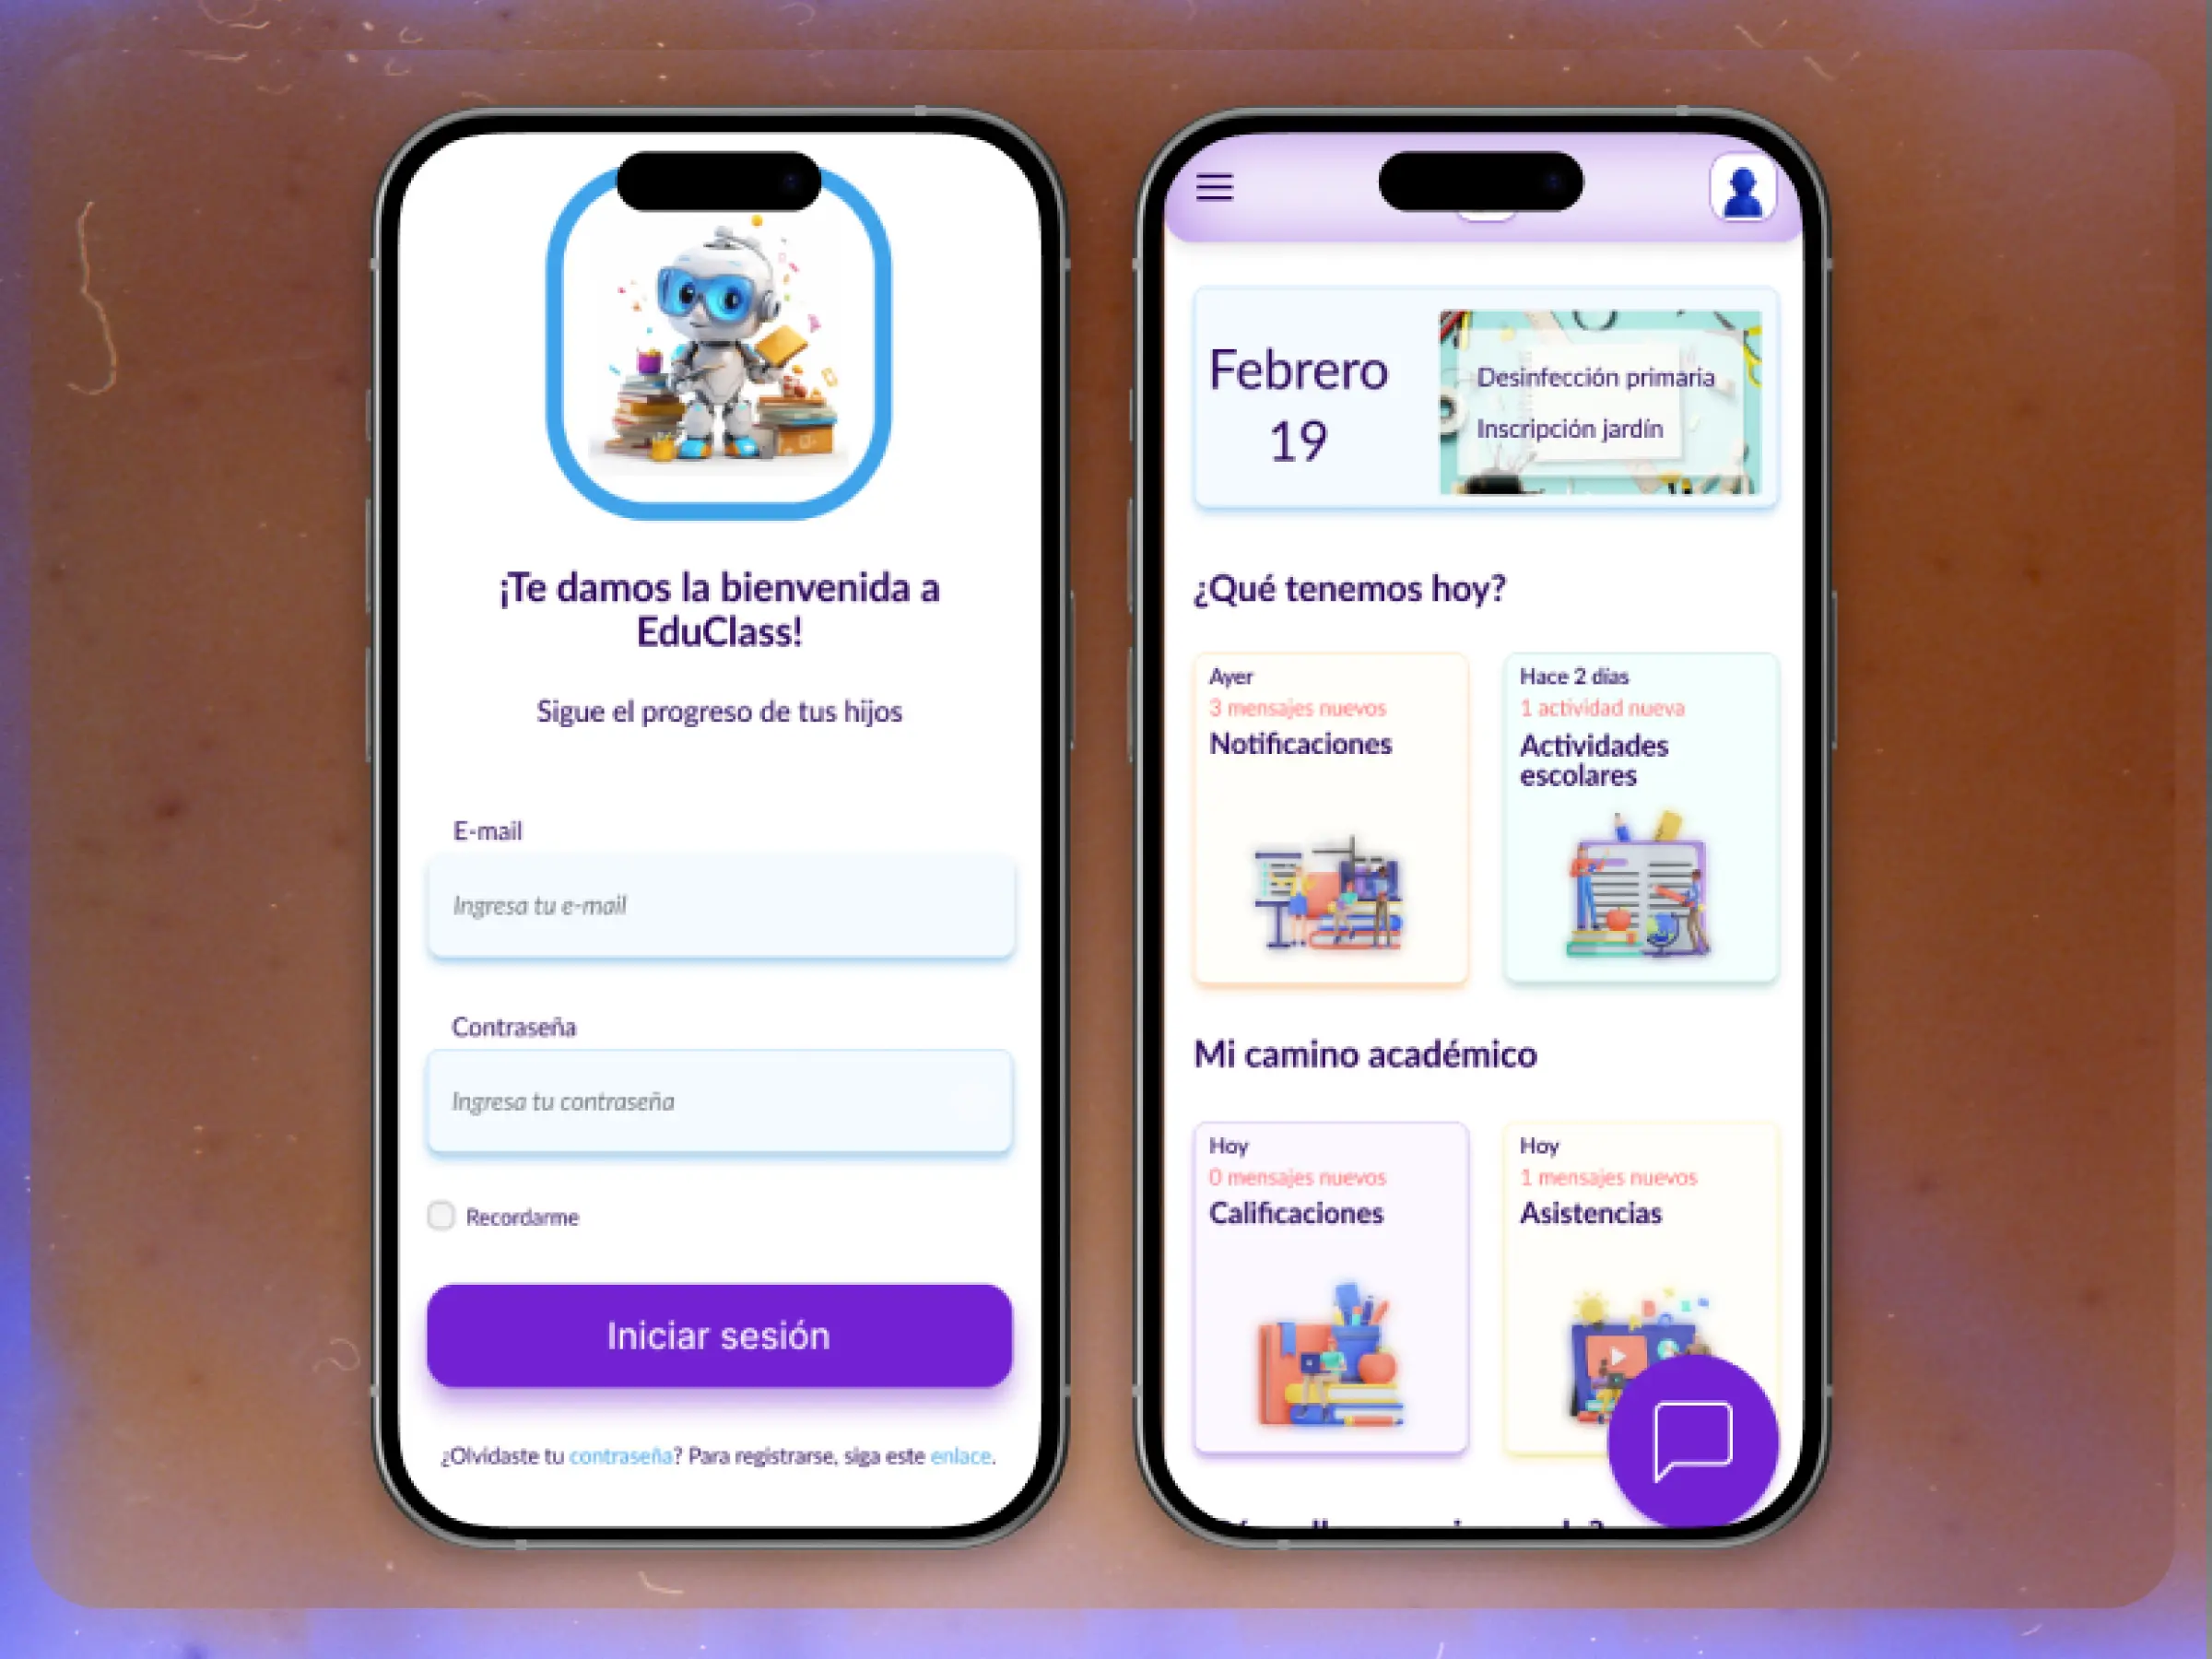 ¡Te damos la bienvenida a
EduClass!
Sigue el progreso de tus hijos
E-mail
Ingresa tu e-mail
Contraseña
Ingresa tu contraseña
Recordarme
Iniciar sesión
¿Olvidaste tu contraseña? Para registrarse, siga este enlace.
Febrero
19
Desinfección primaria
Inscripción jardín
¿Qué tenemos hoy?
Ayer
3 mensajes nuevos
Notificaciones
Hace 2 días
1 actividad nueva
Actividades
escolares
Mi camino académico
Hoy
0 mensajes nuevos
Calificaciones
Hoy
1 mensajes nuevos
Asistencias